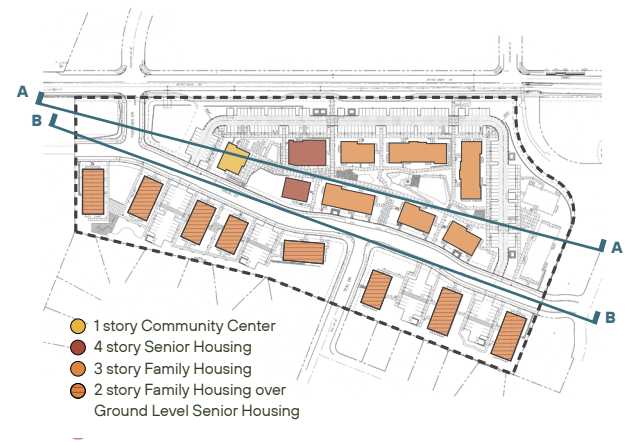 A
B
A
B
1 story Community Center
4 story Senior Housing
3 story Family Housing
2 story Family Housing over
Ground Level Senior Housing